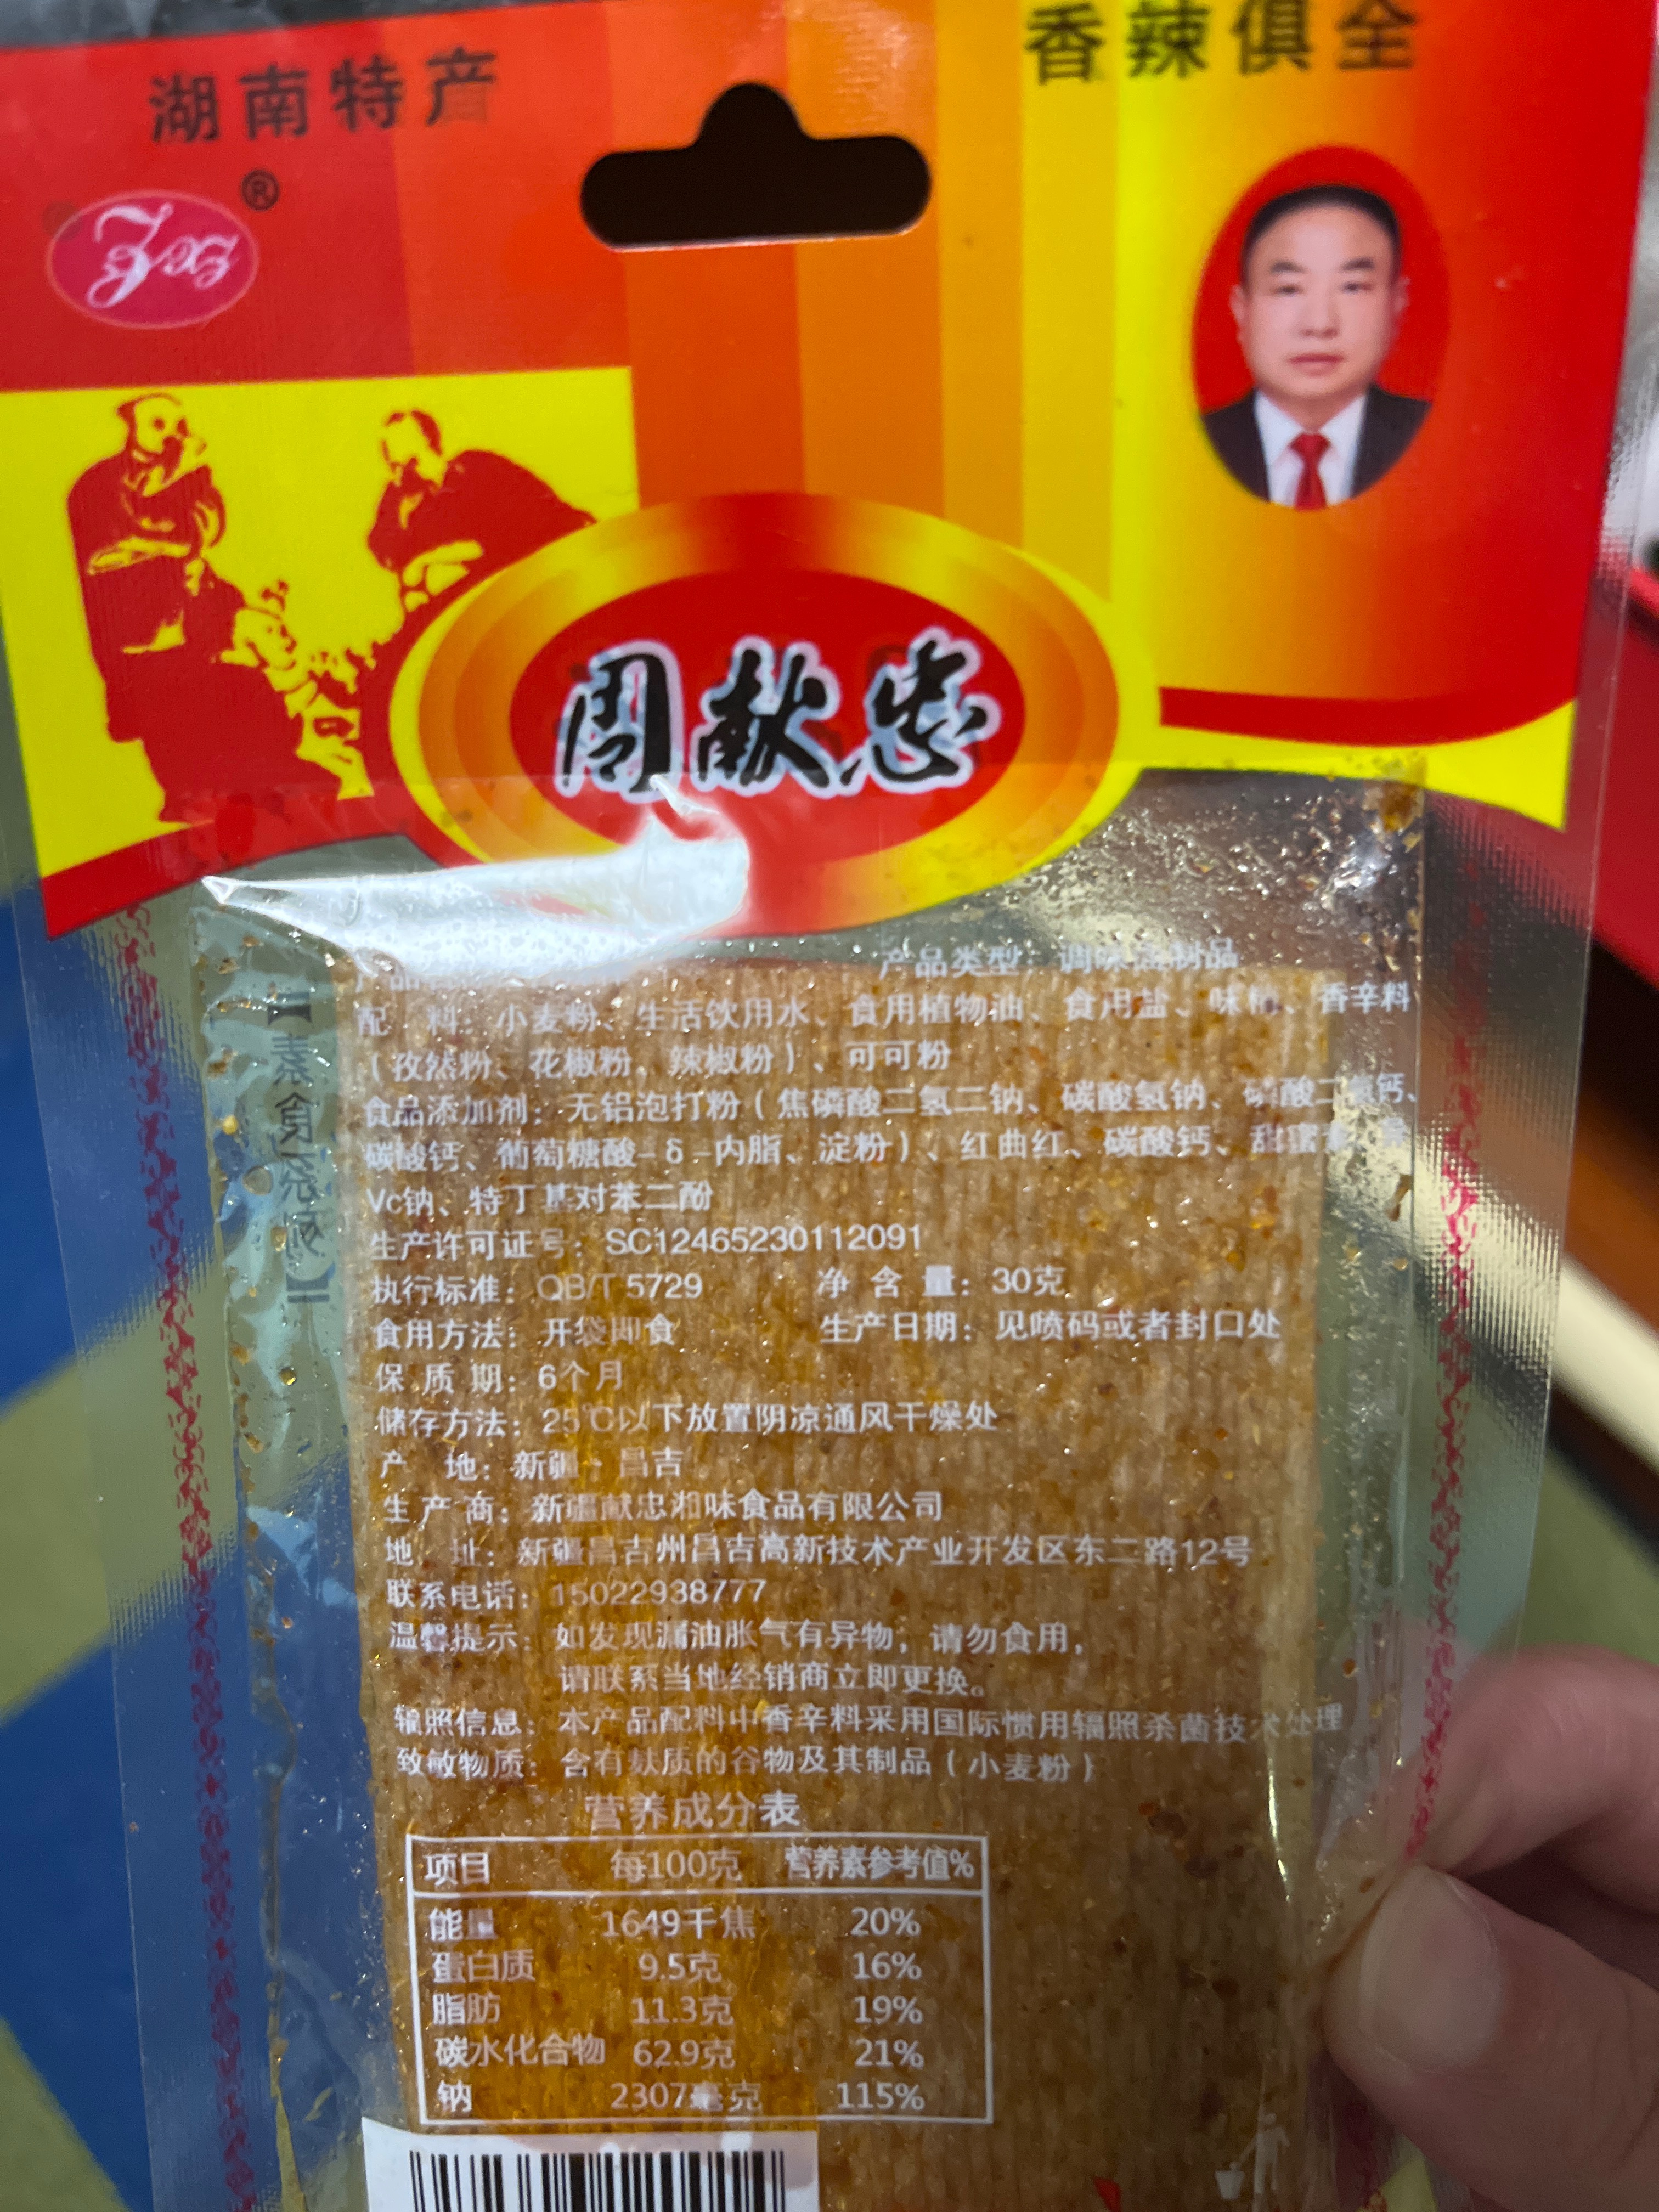 湖南特产
香辣俱全
®
周献忠
产品类型：调味面制品
配 料：小麦粉、生活饮用水、食用植物油、食用盐、味精、香辛料
（孜然粉、花椒粉、辣椒粉）、可可粉
食品添加剂：无铝泡打粉（焦磷酸二氢二钠、碳酸氢钠、磷酸二氢钙、
碳酸钙、葡萄糖酸-δ-内脂、淀粉）、红曲红、碳酸钙、甜蜜素、
Vc钠、特丁基对苯二酚
生产许可证号：SC12465230112091
执行标准：QB/T 5729 净 含 量：30克
食用方法：开袋即食 生产日期：见喷码或者封口处
保 质 期：6个月
储存方法：25℃以下放置阴凉通风干燥处
产 地：新疆·昌吉
生 产 商：新疆献忠湘味食品有限公司
地 址：新疆昌吉州昌吉高新技术产业开发区东二路12号
联系电话：15022938777
温馨提示：如发现漏油胀气有异物，请勿食用，
请联系当地经销商立即更换。
辐照信息：本产品配料中香辛料采用国际惯用辐照杀菌技术处理
致敏物质：含有麸质的谷物及其制品（小麦粉）
营养成分表
项目 每100克 营养素参考值%
能量 1649千焦 20%
蛋白质 9.5克 16%
脂肪 11.3克 19%
碳水化合物 62.9克 21%
钠 2307毫克 115%